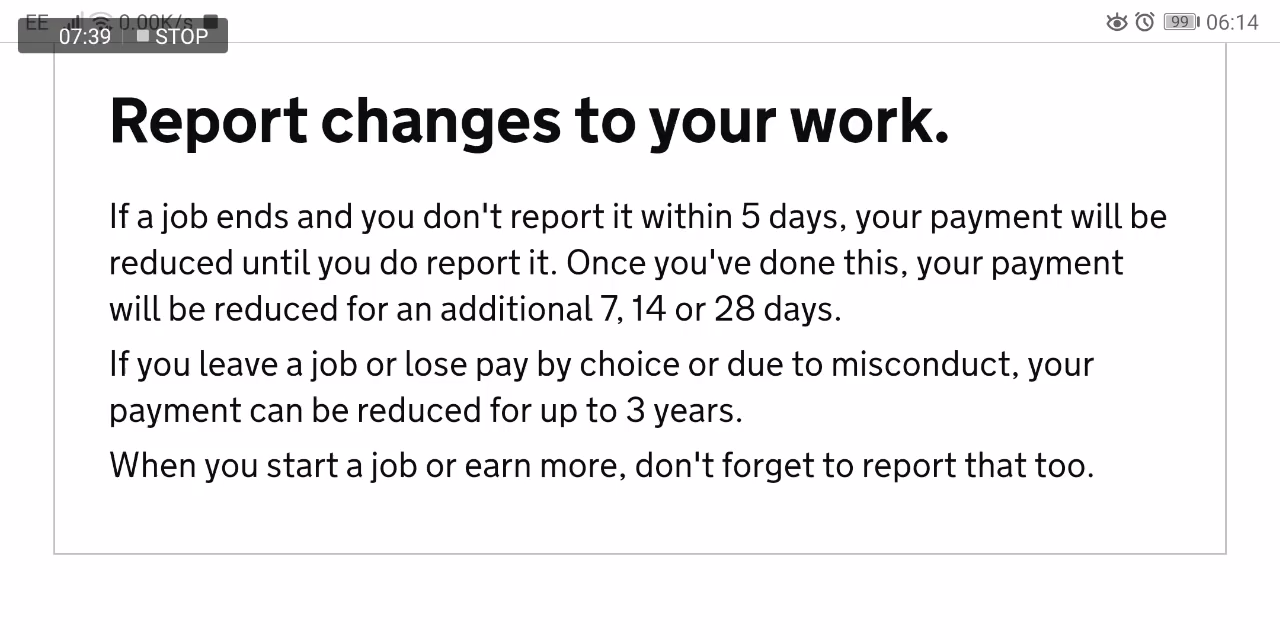 EE 0.00K/s 99 06:14
07:39 STOP
Report changes to your work.
If a job ends and you don't report it within 5 days, your payment will be
reduced until you do report it. Once you've done this, your payment
will be reduced for an additional 7, 14 or 28 days.
If you leave a job or lose pay by choice or due to misconduct, your
payment can be reduced for up to 3 years.
When you start a job or earn more, don't forget to report that too.